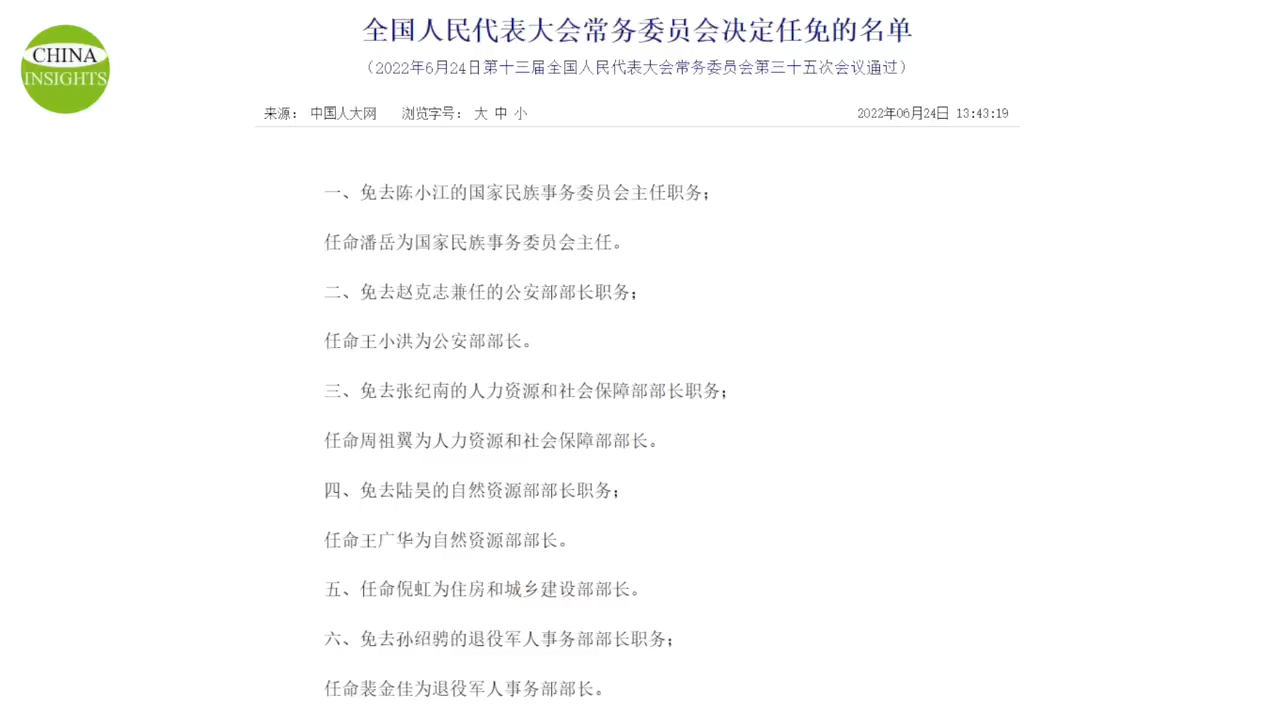 CHINA
INSIGHTS
全国人民代表大会常务委员会决定任免的名单
（2022年6月24日第十三届全国人民代表大会常务委员会第三十五次会议通过）
来源： 中国人大网 浏览字号： 大 中 小 2022年06月24日 13:43:19
一、免去陈小江的国家民族事务委员会主任职务；
任命潘岳为国家民族事务委员会主任。
二、免去赵克志兼任的公安部部长职务；
任命王小洪为公安部部长。
三、免去张纪南的人力资源和社会保障部部长职务；
任命周祖翼为人力资源和社会保障部部长。
四、免去陆昊的自然资源部部长职务；
任命王广华为自然资源部部长。
五、任命倪虹为住房和城乡建设部部长。
六、免去孙绍骋的退役军人事务部部长职务；
任命裴金佳为退役军人事务部部长。